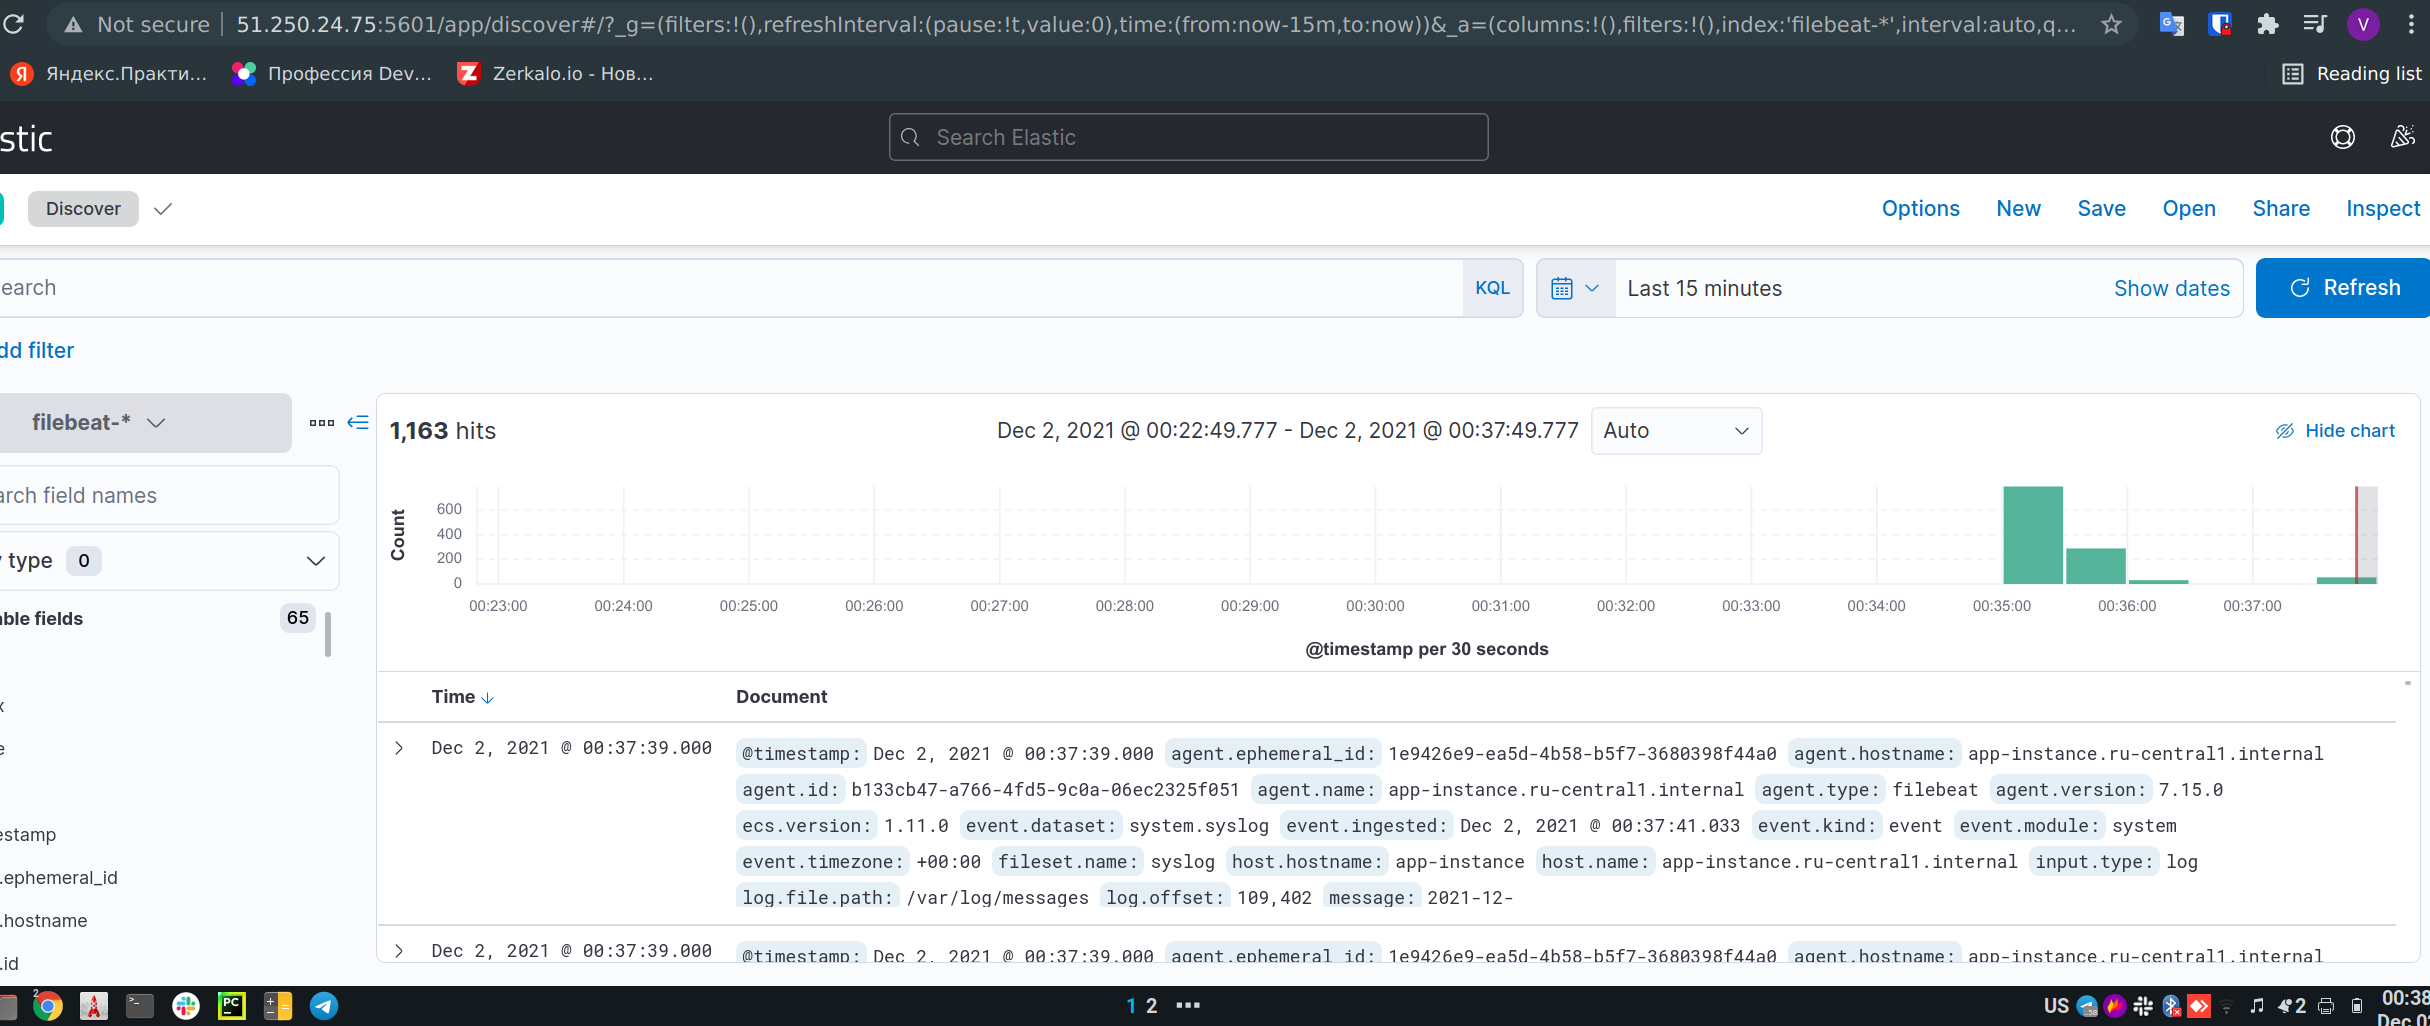 Not secure | 51.250.24.75:5601/app/discover#/?_g=(filters:!(),refreshInterval:(pause:!t,value:0),time:(from:now-15m,to:now))&_a=(columns:!(),filters:!(),index:'filebeat-*',interval:auto,q...
V
Яндекс.Практи... Профессия Dev... Zerkalo.io - Нов... Reading list
stic Search Elastic
Discover Options New Save Open Share Inspect
earch KQL Last 15 minutes Show dates Refresh
dd filter
filebeat-* 1,163 hits Dec 2, 2021 @ 00:22:49.777 - Dec 2, 2021 @ 00:37:49.777 Auto Hide chart
arch field names
type 0
ble fields 65
Count
600
400
200
0
00:23:00 00:24:00 00:25:00 00:26:00 00:27:00 00:28:00 00:29:00 00:30:00 00:31:00 00:32:00 00:33:00 00:34:00 00:35:00 00:36:00 00:37:00
@timestamp per 30 seconds
x
e
estamp
.ephemeral_id
.hostname
.id
Time Document
Dec 2, 2021 @ 00:37:39.000 @timestamp: Dec 2, 2021 @ 00:37:39.000 agent.ephemeral_id: 1e9426e9-ea5d-4b58-b5f7-3680398f44a0 agent.hostname: app-instance.ru-central1.internal
agent.id: b133cb47-a766-4fd5-9c0a-06ec2325f051 agent.name: app-instance.ru-central1.internal agent.type: filebeat agent.version: 7.15.0
ecs.version: 1.11.0 event.dataset: system.syslog event.ingested: Dec 2, 2021 @ 00:37:41.033 event.kind: event event.module: system
event.timezone: +00:00 fileset.name: syslog host.hostname: app-instance host.name: app-instance.ru-central1.internal input.type: log
log.file.path: /var/log/messages log.offset: 109,402 message: 2021-12-
Dec 2, 2021 @ 00:37:39.000 @timestamp: Dec 2, 2021 @ 00:37:39.000 agent.ephemeral_id: 1e9426e9-ea5d-4b58-b5f7-3680398f44a0 agent.hostname: app-instance.ru-central1.internal
2 PC 1 2 ... US 2 00:38
Dec 0